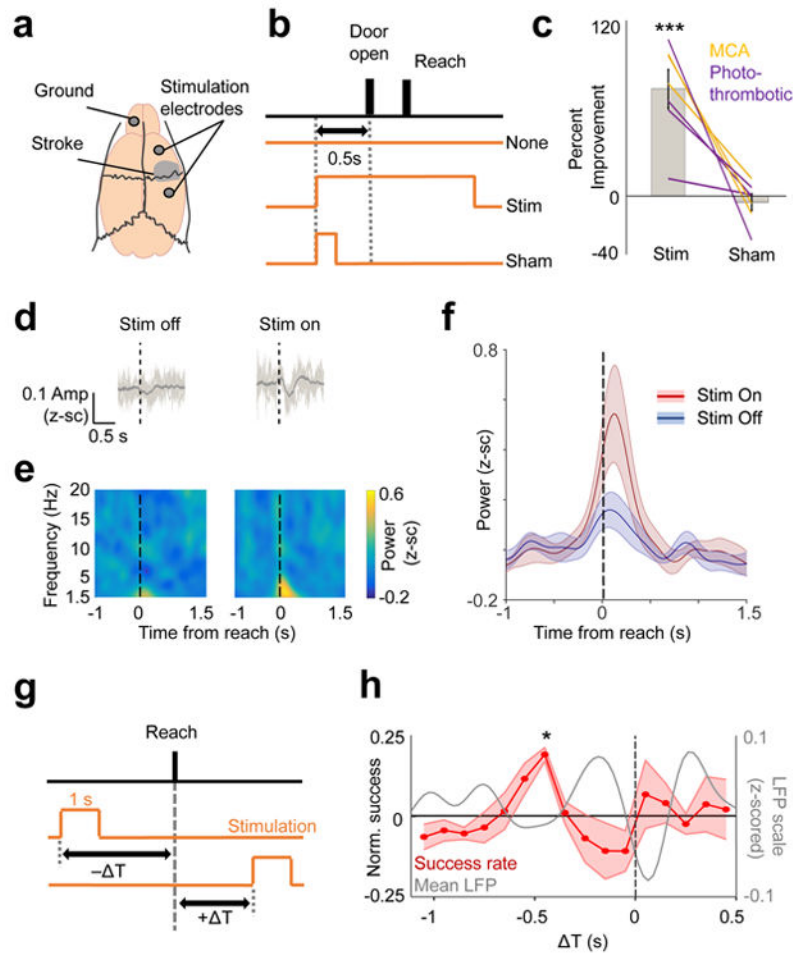 a
Ground
Stimulation
electrodes
Stroke
b
Door
open
Reach
None
0.5s
Stim
Sham
c
120
***
MCA
Photo-
thrombotic
Percent
Improvement
0
-40
Stim
Sham
d
Stim off
Stim on
0.1 Amp
(z-sc)
0.5 s
e
Frequency (Hz)
20
15
10
5
1.5
-1
0
1.5
-1
0
1.5
Time from reach (s)
0.6
Power
(z-sc)
-0.2
f
0.8
Stim On
Stim Off
Power (z-sc)
-0.2
-1
0
1.5
Time from reach (s)
g
Reach
1 s
Stimulation
−ΔT
+ΔT
h
*
0.25
0
-0.25
Norm. success
0.1
-0.1
LFP scale
(z-scored)
Success rate
Mean LFP
-1
-0.5
0
0.5
ΔT (s)